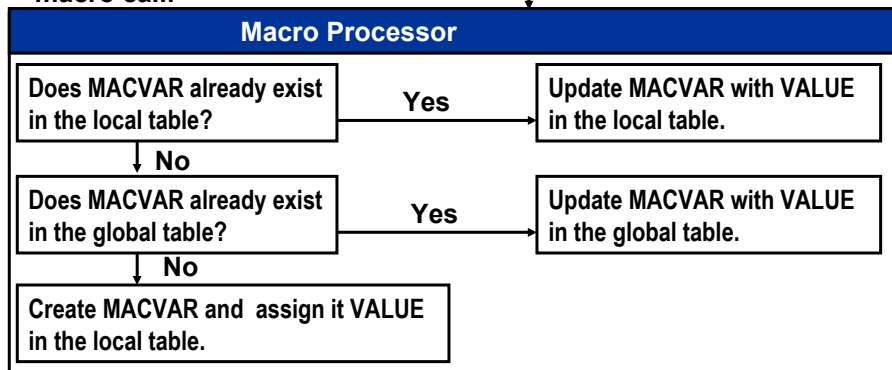 Macro Processor
Does MACVAR already exist
in the local table?
Yes
Update MACVAR with VALUE
in the local table.
No
Does MACVAR already exist
in the global table?
Yes
Update MACVAR with VALUE
in the global table.
No
Create MACVAR and assign it VALUE
in the local table.